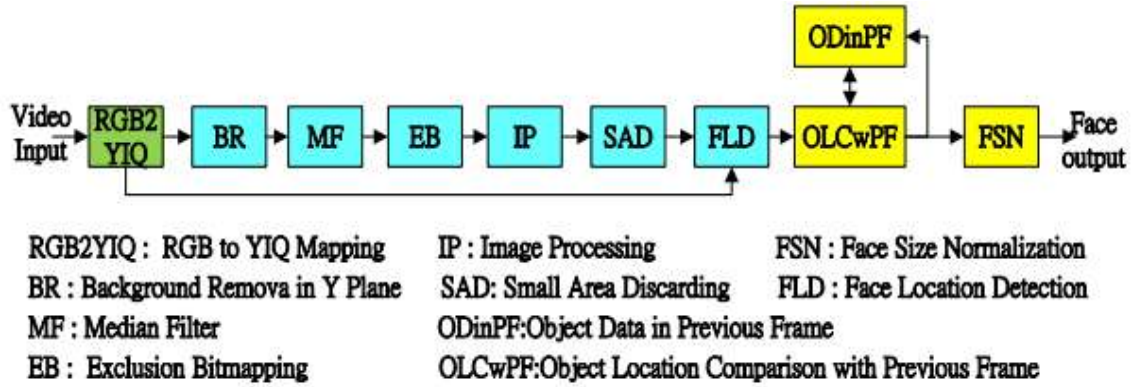 ODinPF
Video
Input
RGB2
YIQ
BR
MF
EB
IP
SAD
FLD
OLCwPF
FSN
Face
output
RGB2YIQ : RGB to YIQ Mapping
IP : Image Processing
FSN : Face Size Normalization
BR : Background Remova in Y Plane
SAD: Small Area Discarding
FLD : Face Location Detection
MF : Median Filter
ODinPF:Object Data in Previous Frame
EB : Exclusion Bitmapping
OLCwPF:Object Location Comparison with Previous Frame